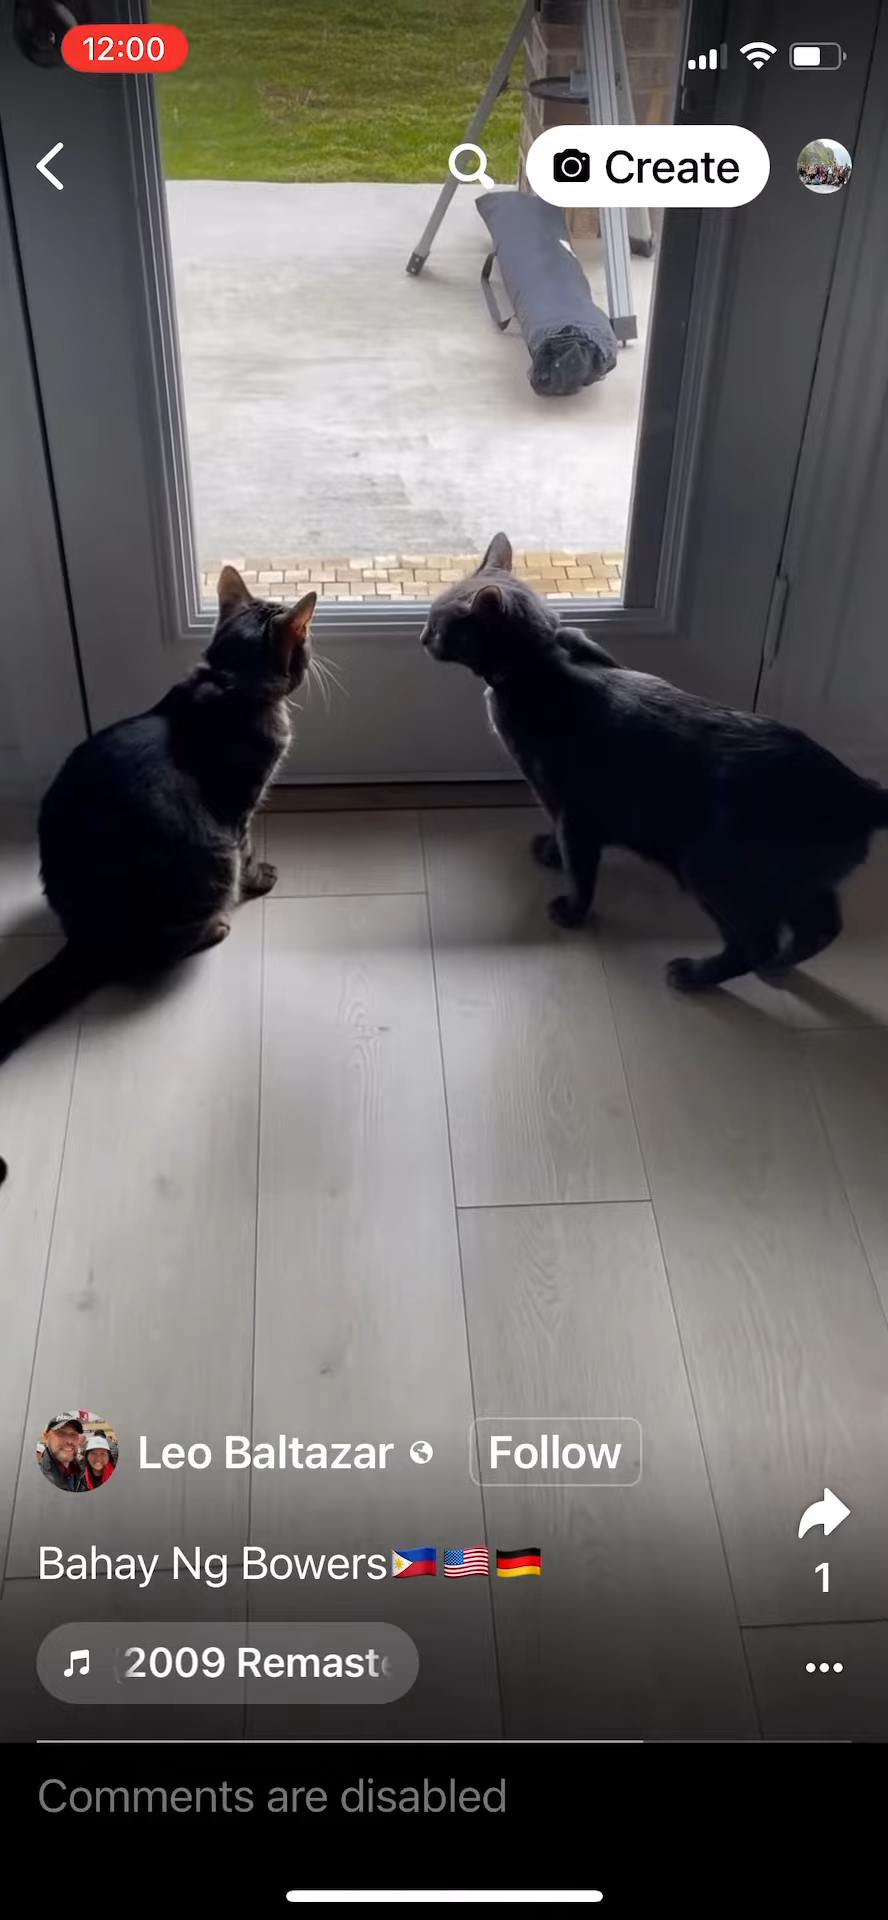 12:00
Create
Leo Baltazar
Follow
Bahay Ng Bowers🇵🇭🇺🇸🇩🇪
1
2009 Remast
Comments are disabled